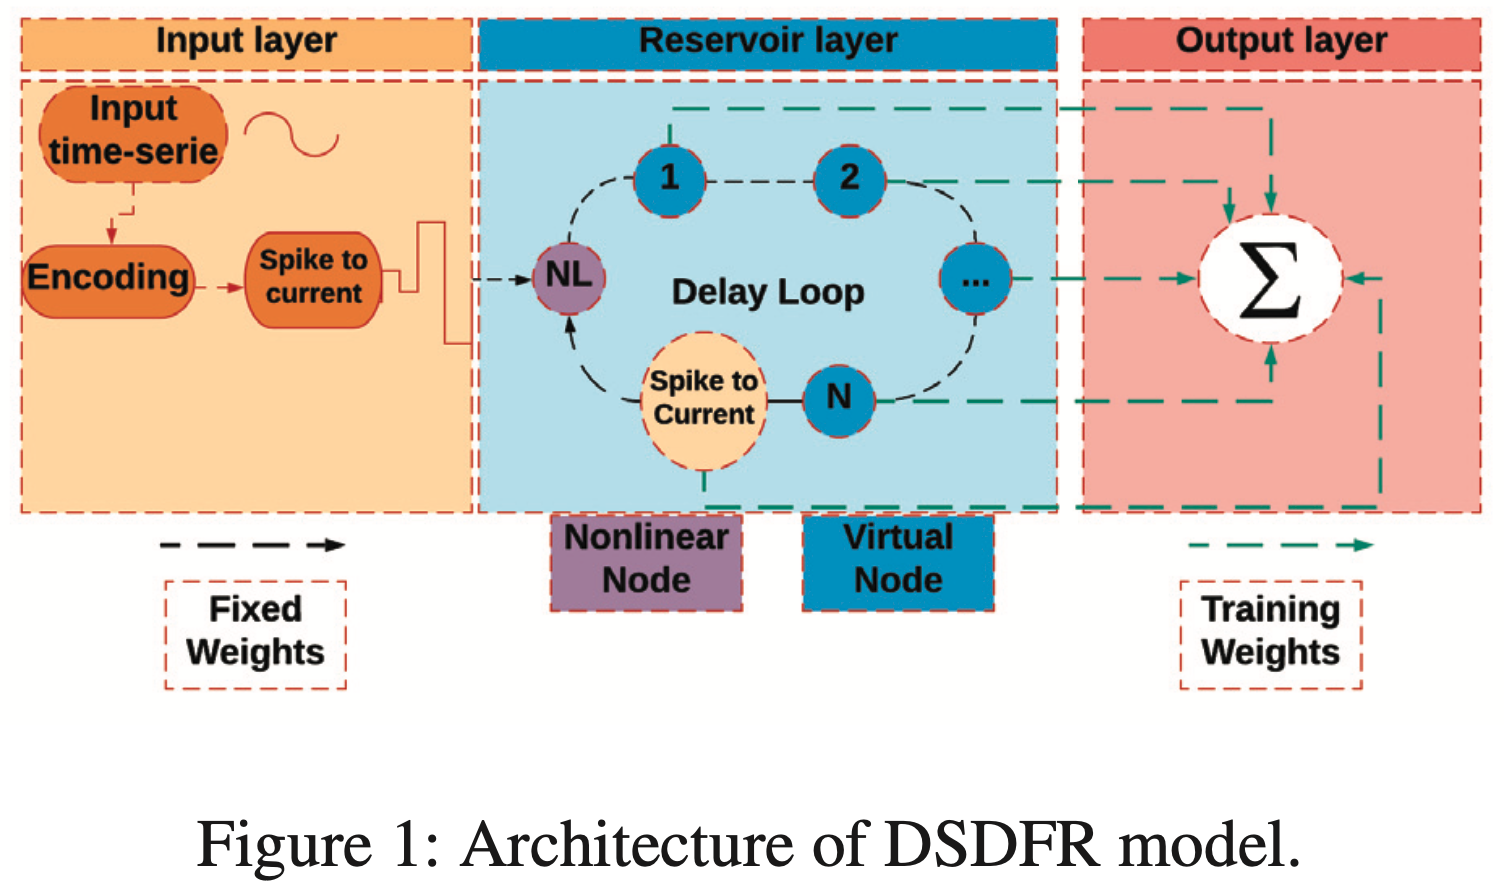 Input layer
Reservoir layer
Output layer
Input
time-serie
Encoding
Spike to
current
NL
1
2
...
N
Delay Loop
Spike to
Current
Σ
Nonlinear
Node
Virtual
Node
Fixed
Weights
Training
Weights
Figure 1: Architecture of DSDFR model.